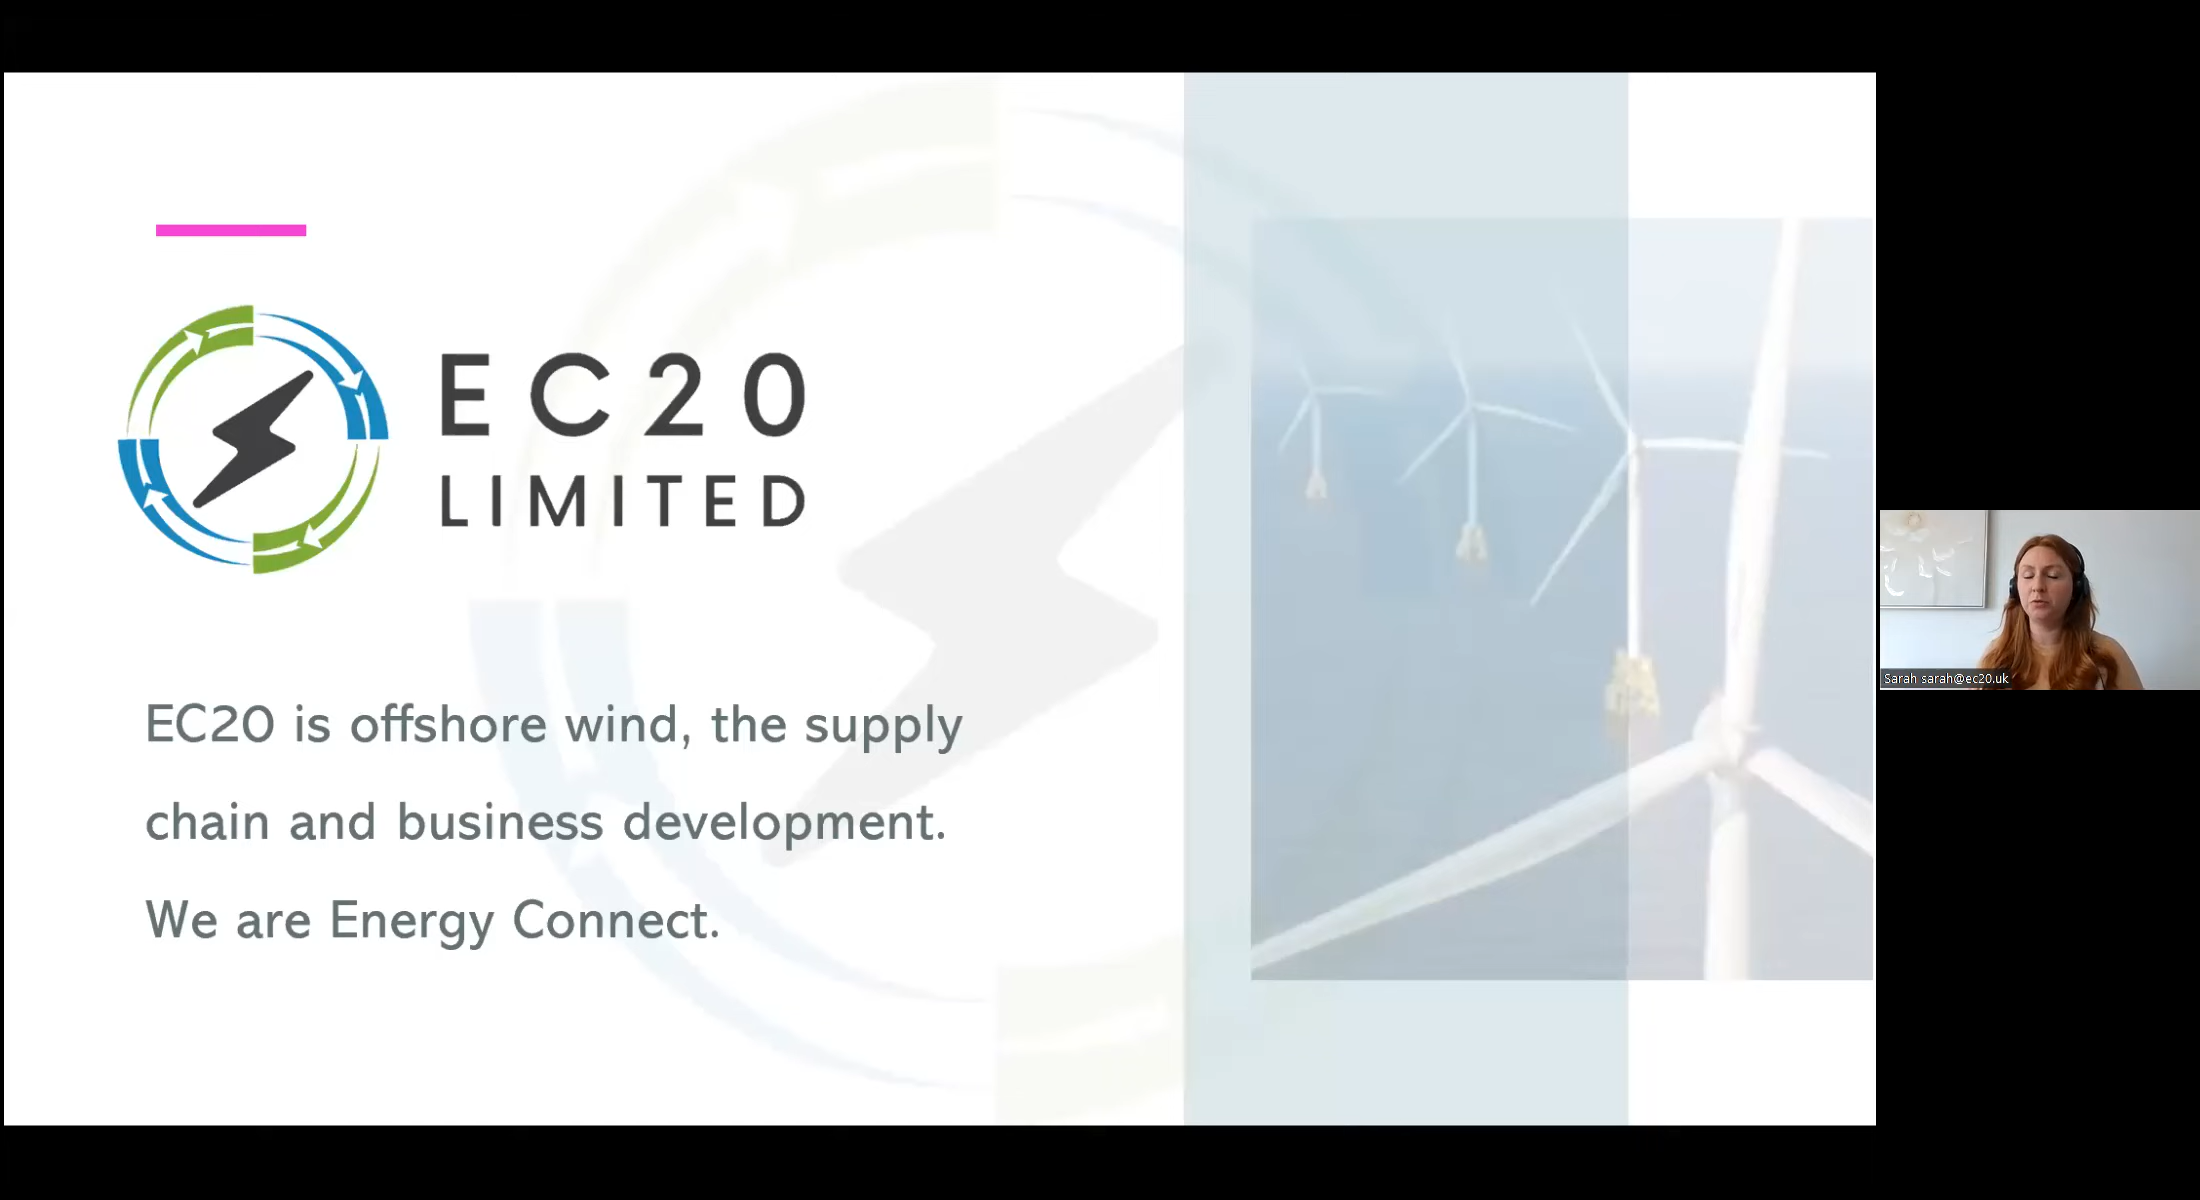 EC20
LIMITED
EC20 is offshore wind, the supply
chain and business development.
We are Energy Connect.
Sarah sarah@ec20.uk